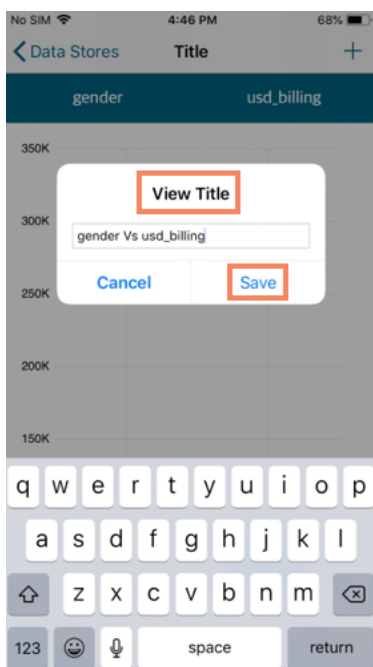 No SIM 4:46 PM 68%
Data Stores Title +
gender usd_billing
350K
View Title
300K
gender Vs usd_billing
Cancel Save
250K
200K
150K
q w e r t y u i o p
a s d f g h j k l
z x c v b n m
123 space return